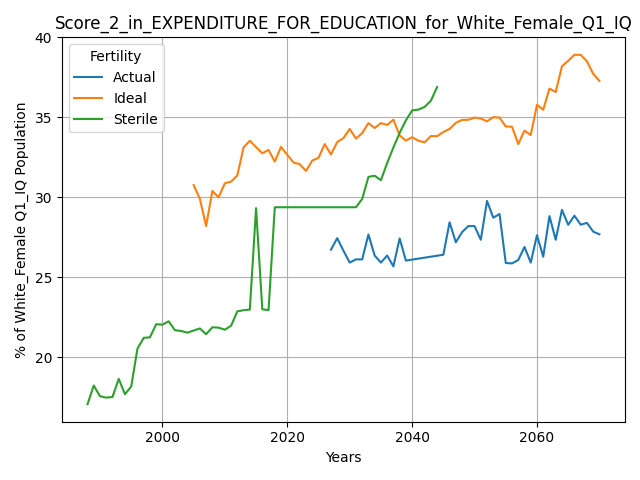 Score_2_in_EXPENDITURE_FOR_EDUCATION_for_White_Female_Q1_IQ
Fertility
Actual
Ideal
Sterile
% of White_Female Q1_IQ Population
40
35
30
25
20
2000
2020
2040
2060
Years